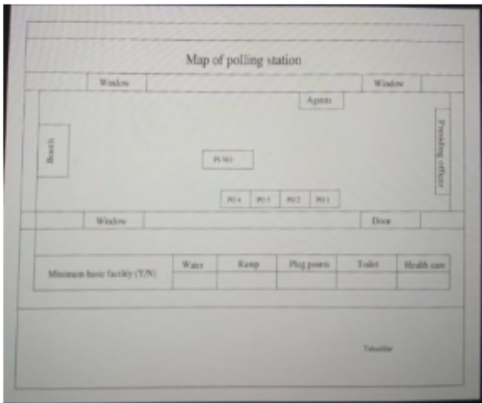 Map of polling station
Window Window
Agents
Booth
Presiding officer
PS NO:
PO 4 PO 3 PO 2 PO 1
Window Door
Minimum basic facility (Y/N) Water Ramp Plug points Toilet Health care
Tahsildar